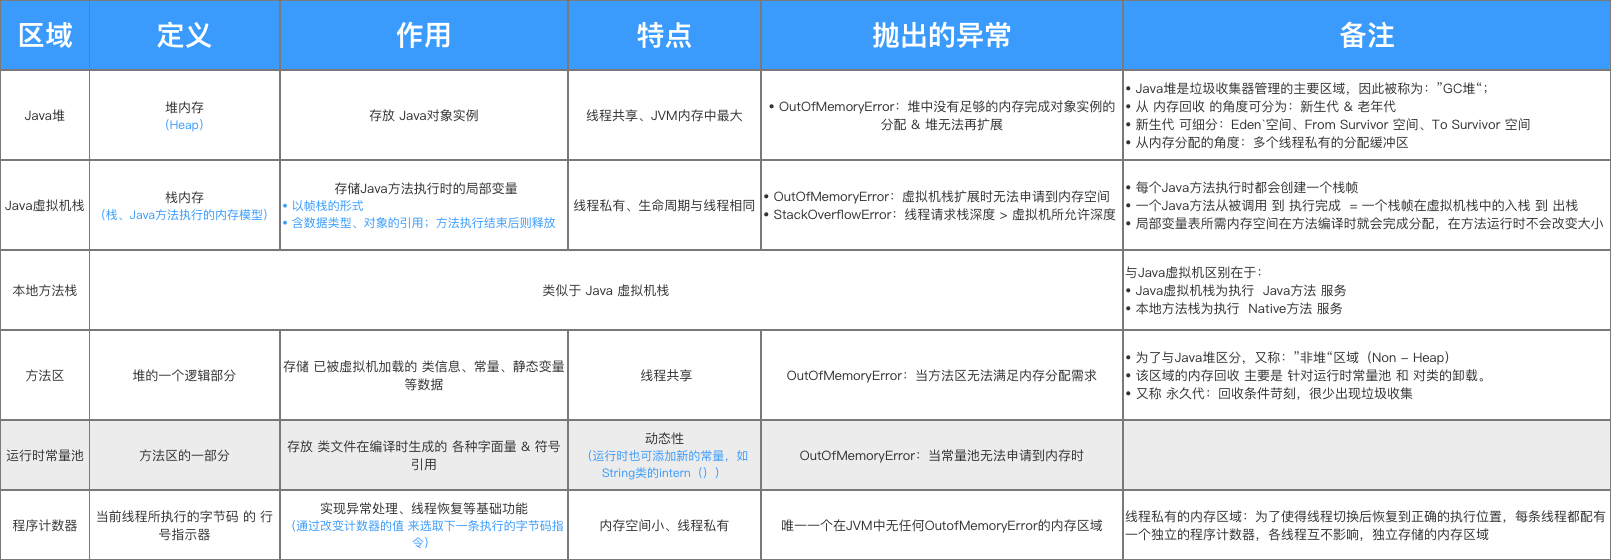 区域 定义 作用 特点 抛出的异常 备注
Java堆
堆内存
（Heap）
存放 Java对象实例
线程共享、JVM内存中最大
• OutOfMemoryError：堆中没有足够的内存完成对象实例的
分配 & 堆无法再扩展
• Java堆是垃圾收集器管理的主要区域，因此被称为：”GC堆“；
• 从 内存回收 的角度可分为：新生代 & 老年代
• 新生代 可细分：Eden`空间、From Survivor 空间、To Survivor 空间
• 从内存分配的角度：多个线程私有的分配缓冲区
Java虚拟机栈
栈内存
（栈、Java方法执行的内存模型）
存储Java方法执行时的局部变量
• 以帧栈的形式
• 含数据类型、对象的引用；方法执行结束后则释放
线程私有、生命周期与线程相同
• OutOfMemoryError：虚拟机栈扩展时无法申请到内存空间
• StackOverflowError：线程请求栈深度 > 虚拟机所允许深度
• 每个Java方法执行时都会创建一个栈帧
• 一个Java方法从被调用 到 执行完成 = 一个栈帧在虚拟机栈中的入栈 到 出栈
• 局部变量表所需内存空间在方法编译时就会完成分配，在方法运行时不会改变大小
本地方法栈
类似于 Java 虚拟机栈
与Java虚拟机区别在于：
• Java虚拟机栈为执行 Java方法 服务
• 本地方法栈为执行 Native方法 服务
方法区
堆的一个逻辑部分
存储 已被虚拟机加载的 类信息、常量、静态变量
等数据
线程共享
OutOfMemoryError：当方法区无法满足内存分配需求
• 为了与Java堆区分，又称：”非堆“区域（Non - Heap）
• 该区域的内存回收 主要是 针对运行时常量池 和 对类的卸载。
• 又称 永久代：回收条件苛刻，很少出现垃圾收集
运行时常量池
方法区的一部分
存放 类文件在编译时生成的 各种字面量 & 符号
引用
动态性
（运行时也可添加新的常量，如
String类的intern（））
OutOfMemoryError：当常量池无法申请到内存时
程序计数器
当前线程所执行的字节码 的 行
号指示器
实现异常处理、线程恢复等基础功能
（通过改变计数器的值 来选取下一条执行的字节码指
令）
内存空间小、线程私有
唯一一个在JVM中无任何OutofMemoryError的内存区域
线程私有的内存区域：为了使得线程切换后恢复到正确的执行位置，每条线程都配有
一个独立的程序计数器，各线程互不影响，独立存储的内存区域